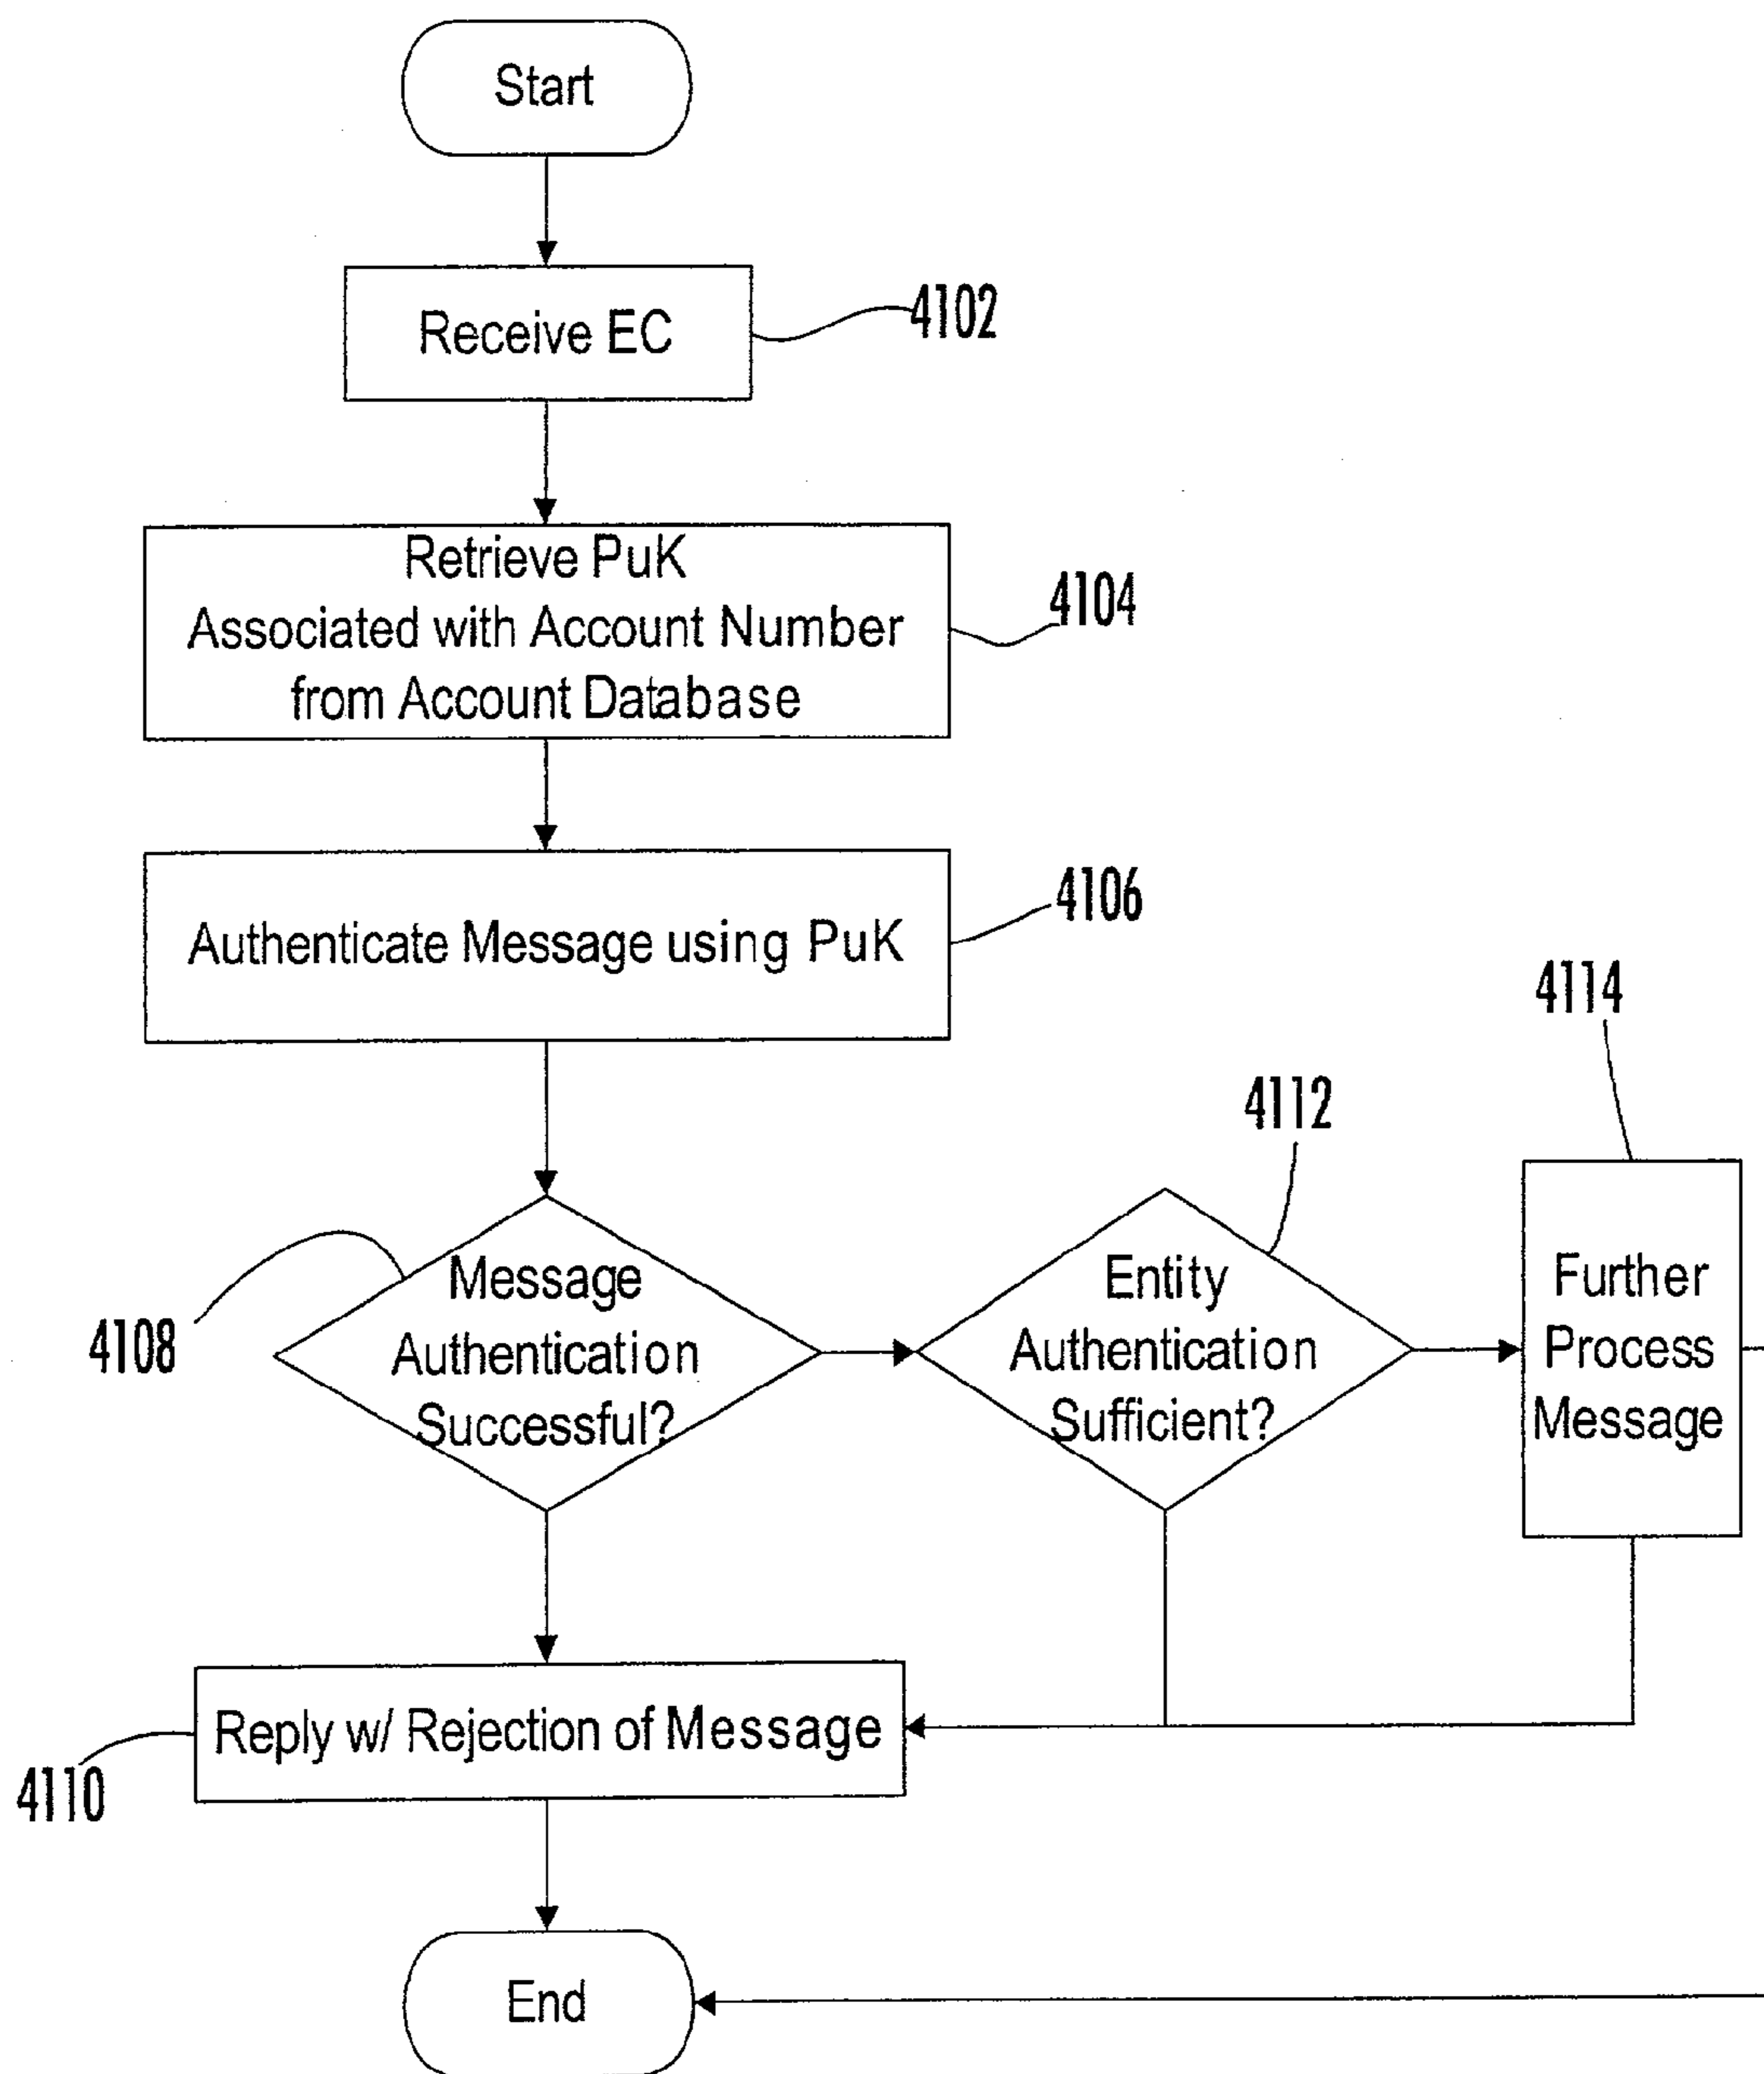 Start
Receive EC
4102
Retrieve PuK
Associated with Account Number
from Account Database
4104
Authenticate Message using PuK
4106
Message
Authentication
Successful?
4108
Entity
Authentication
Sufficient?
4112
Further
Process
Message
4114
Reply w/ Rejection of Message
4110
End